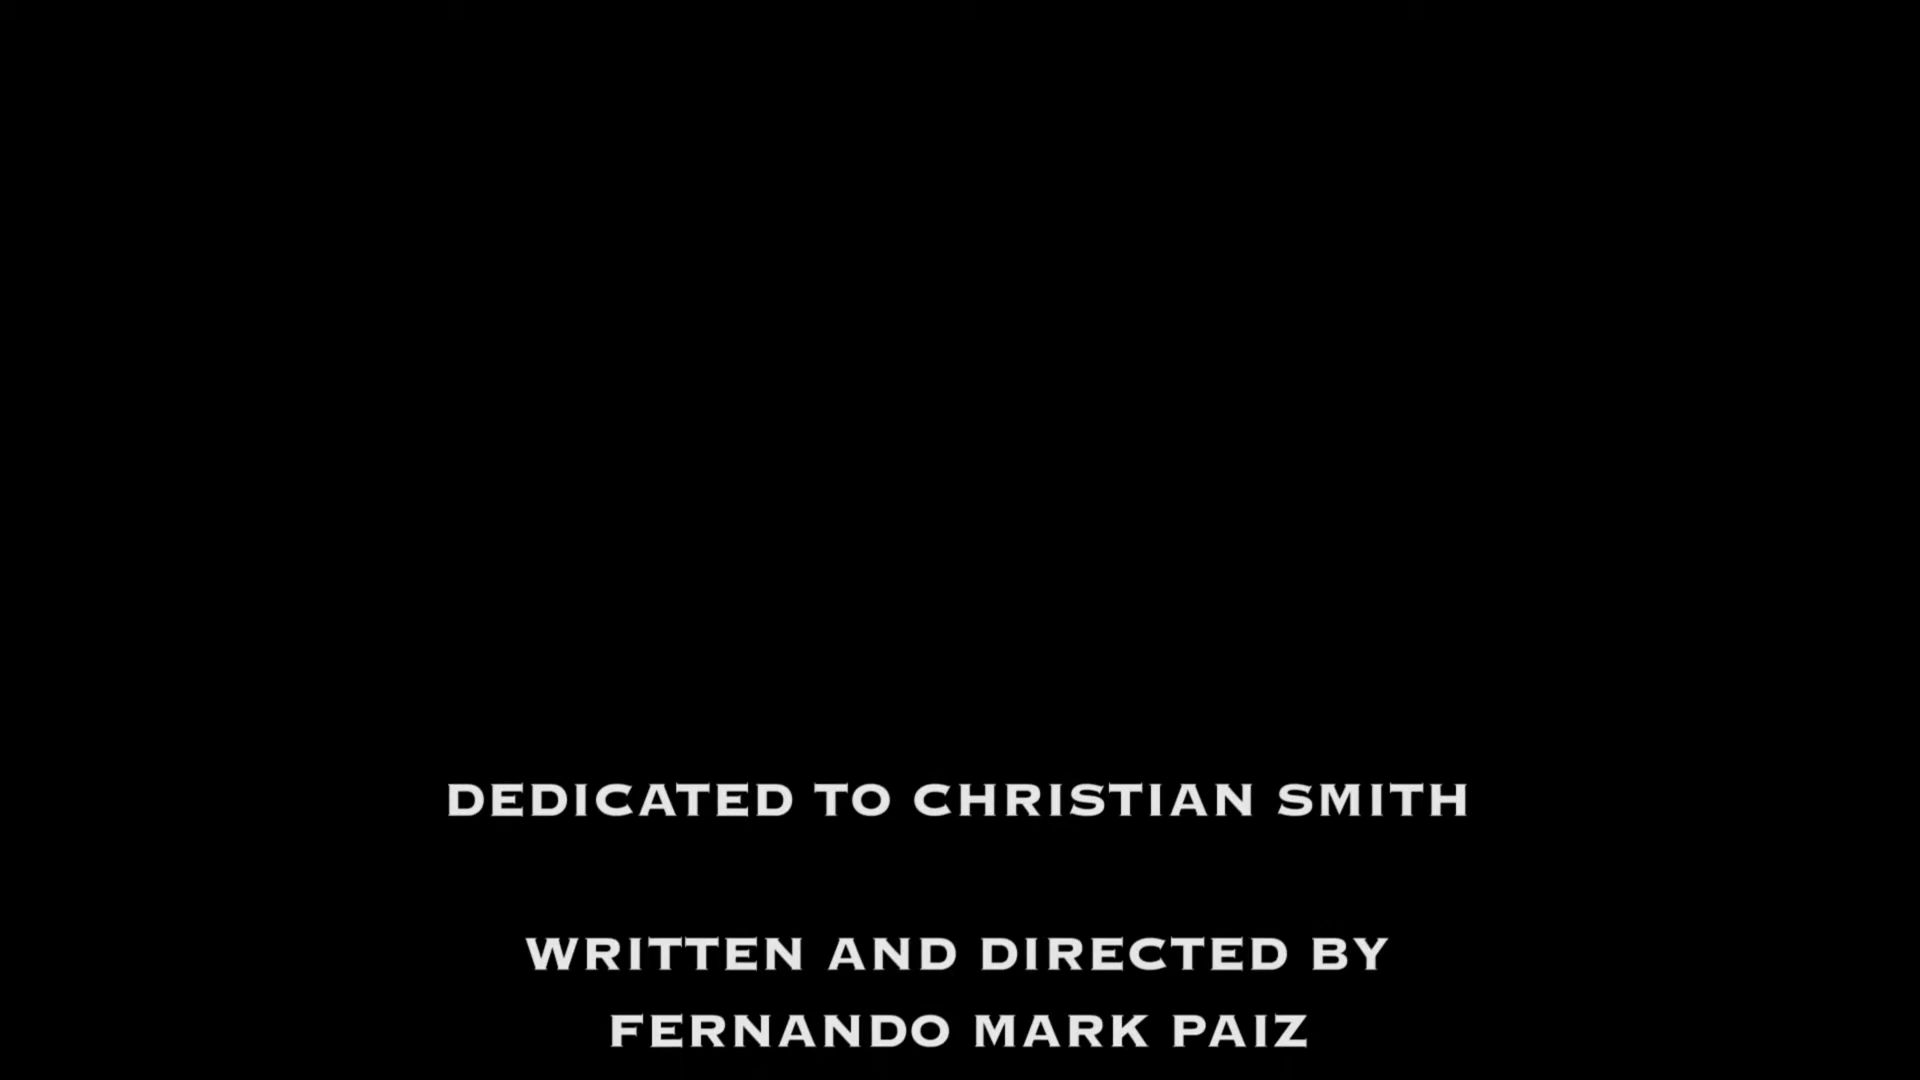 DEDICATED TO CHRISTIAN SMITH
WRITTEN AND DIRECTED BY
FERNANDO MARK PAIZ